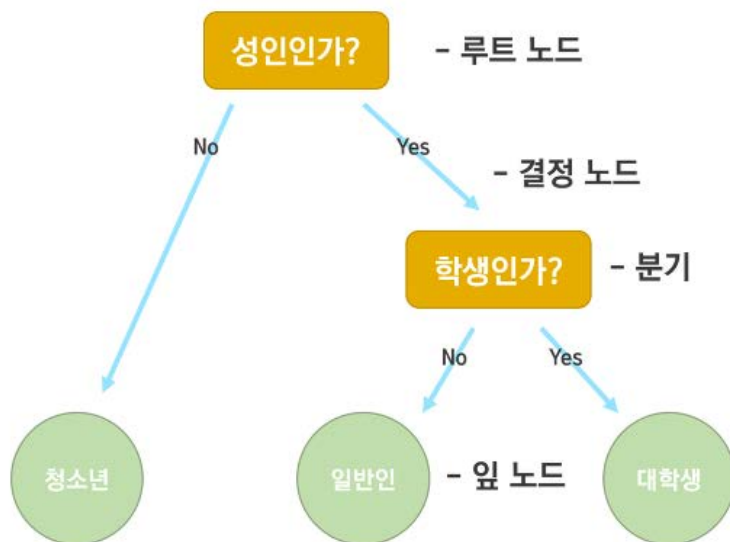 성인인가? - 루트 노드
No Yes
- 결정 노드
학생인가? - 분기
No Yes
청소년 일반인 - 잎 노드 대학생